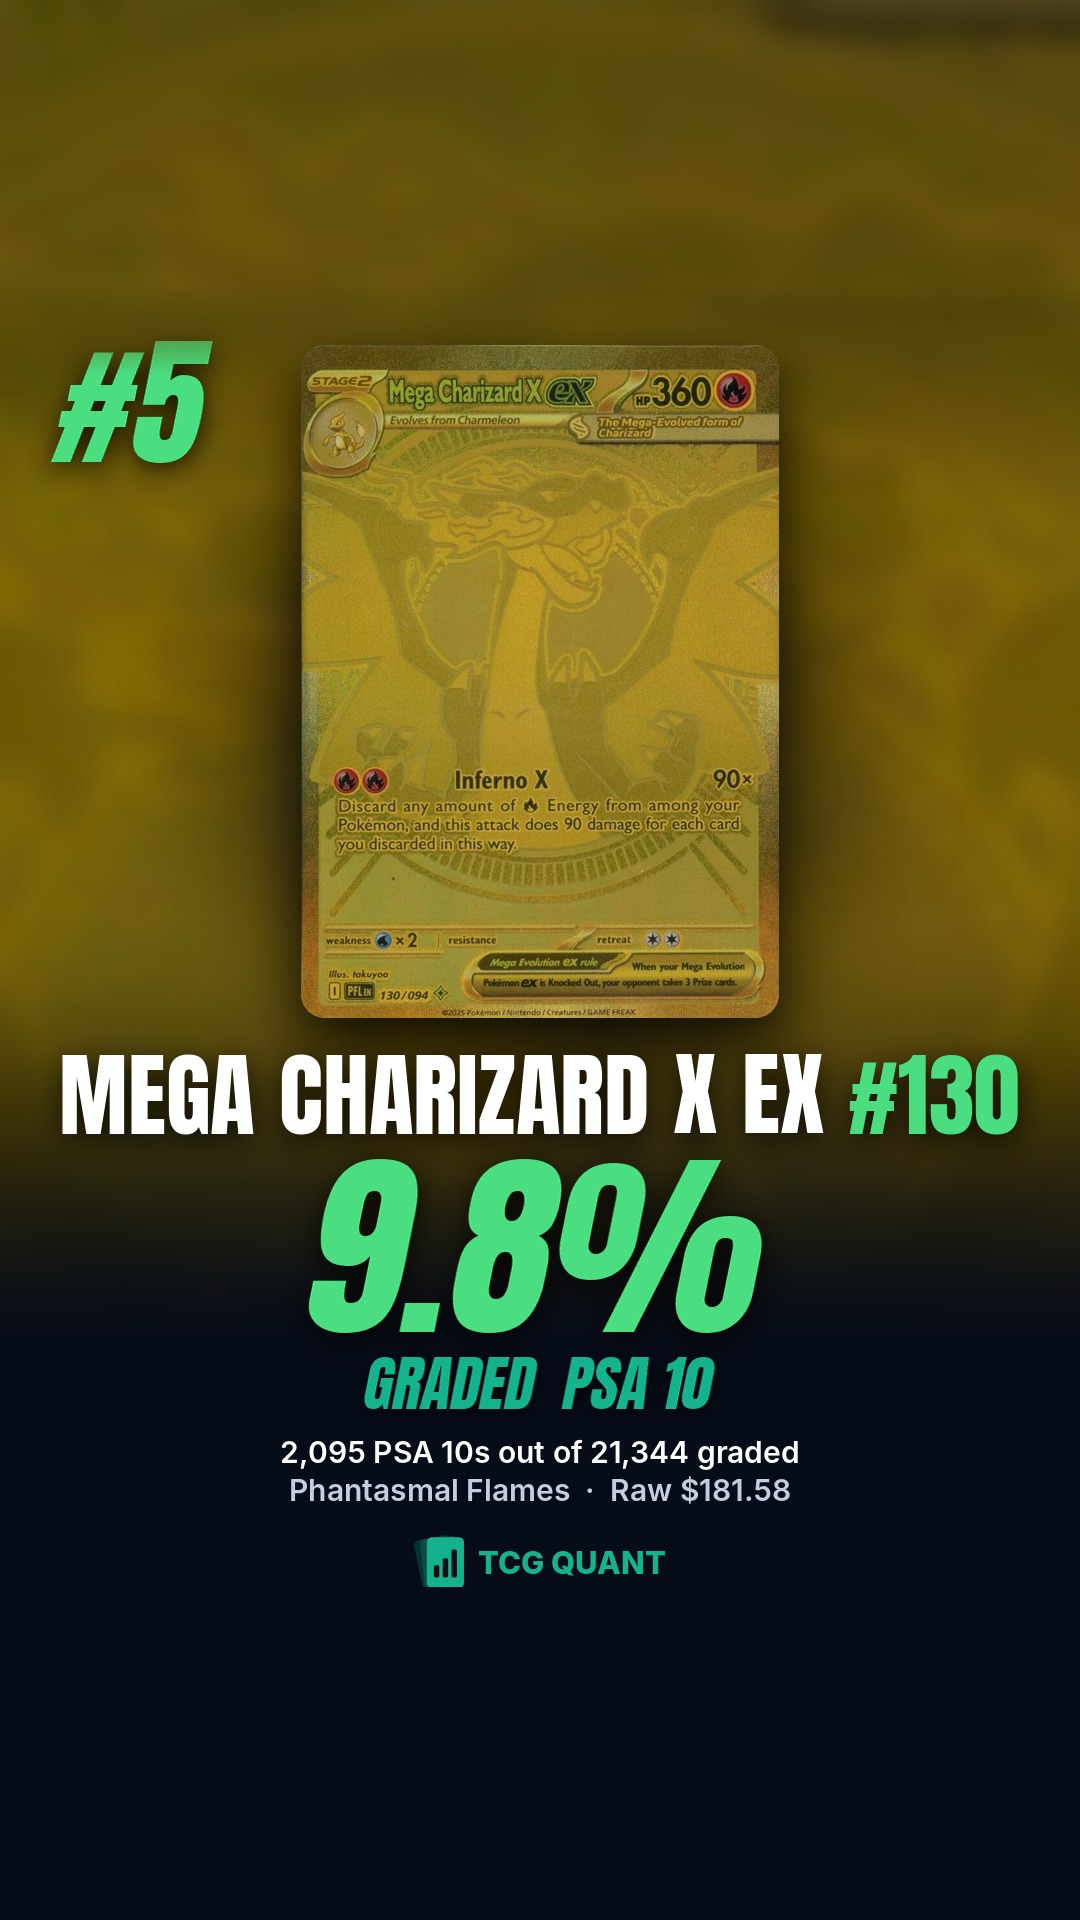 #5
STAGE 2 Mega Charizard X ex HP 360
Evolves from Charmeleon
The Mega-Evolved form of
Charizard
Inferno X 90×
Discard any amount of Energy from among your
Pokémon, and this attack does 90 damage for each card
you discarded in this way.
weakness ×2 resistance retreat
Mega Evolution ex rule When your Mega Evolution
Pokémon ex is Knocked Out, your opponent takes 3 Prize cards.
Illus. takuyoa
I PFL EN 130/094
©2025 Pokémon / Nintendo / Creatures / GAME FREAK
MEGA CHARIZARD X EX #130
9.8%
GRADED PSA 10
2,095 PSA 10s out of 21,344 graded
Phantasmal Flames · Raw $181.58
TCG QUANT